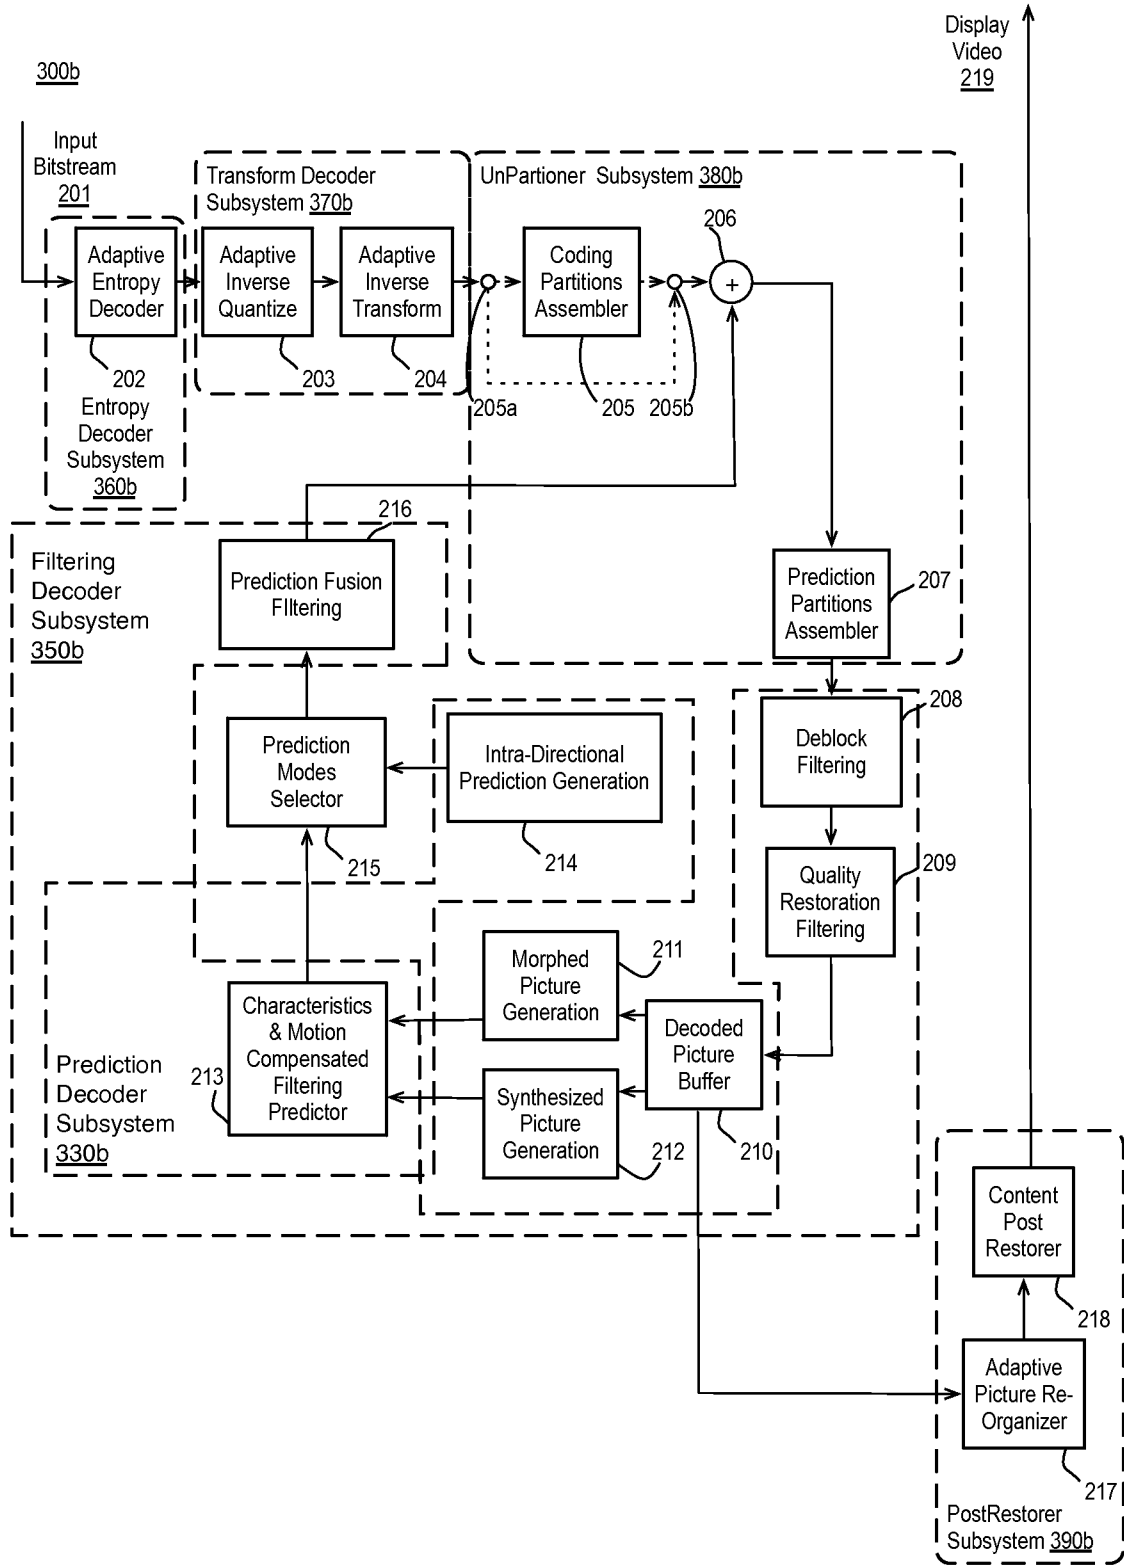 300b
Display
Video
219
Input
Bitstream
201
Transform Decoder
Subsystem 370b
UnPartioner Subsystem 380b
206
Adaptive
Entropy
Decoder
Adaptive
Inverse
Quantize
Adaptive
Inverse
Transform
Coding
Partitions
Assembler
+
202
203
204
205a
205
205b
Entropy
Decoder
Subsystem
360b
216
Filtering
Decoder
Subsystem
350b
Prediction Fusion
FIltering
Prediction
Partitions
Assembler
207
208
Prediction
Modes
Selector
Intra-Directional
Prediction Generation
Deblock
Filtering
215
214
209
Quality
Restoration
Filtering
211
Morphed
Picture
Generation
Characteristics
& Motion
Compensated
Filtering
Predictor
213
Decoded
Picture
Buffer
Prediction
Decoder
Subsystem
330b
Synthesized
Picture
Generation
212
210
Content
Post
Restorer
218
Adaptive
Picture Re-
Organizer
217
PostRestorer
Subsystem 390b